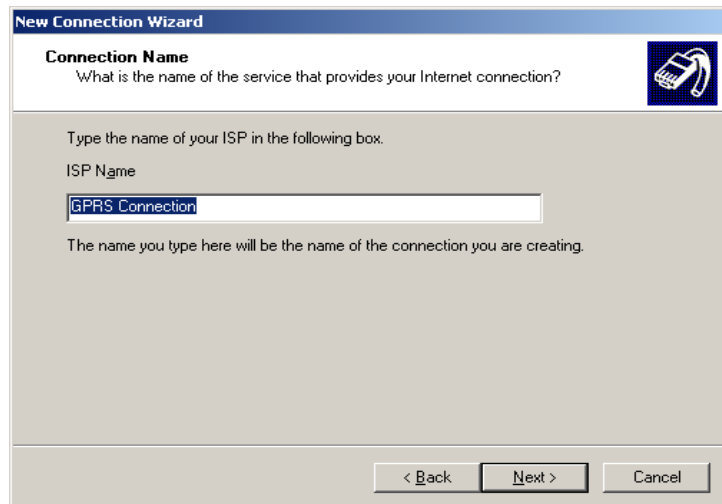 New Connection Wizard
Connection Name
What is the name of the service that provides your Internet connection?
Type the name of your ISP in the following box.
ISP Name
GPRS Connection
The name you type here will be the name of the connection you are creating.
< Back
Next >
Cancel